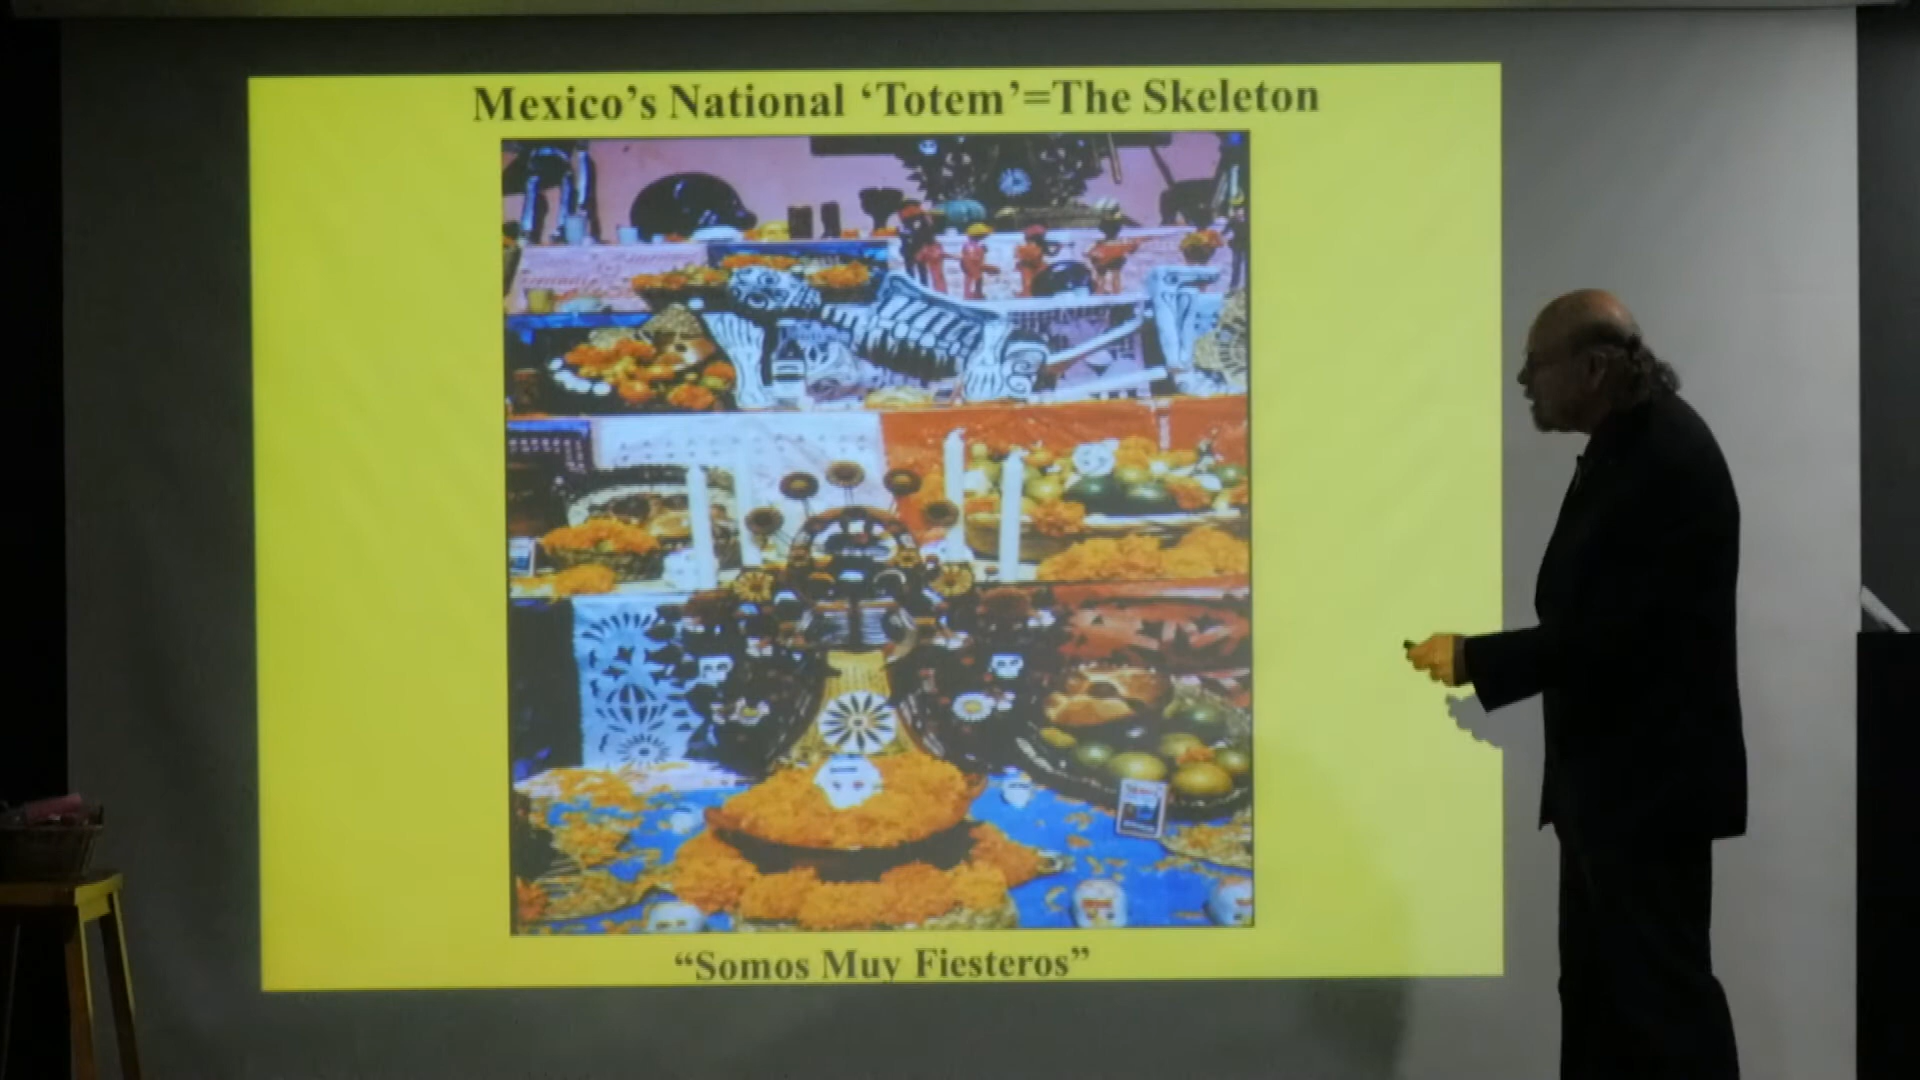 Mexico’s National ‘Totem’=The Skeleton
“Somos Muy Fiesteros”